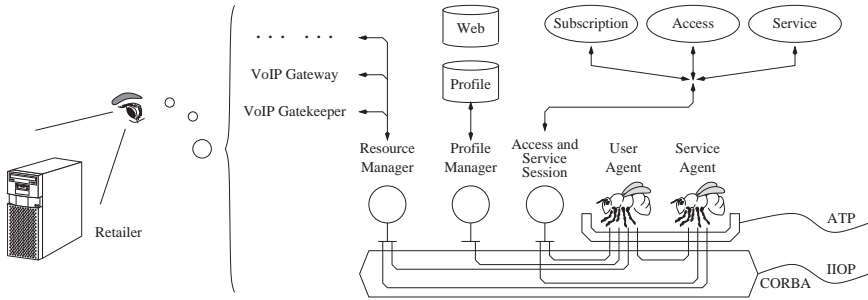 Web
Subscription
Access
Service
... ...
VoIP Gateway
Profile
VoIP Gatekeeper
Resource
Manager
Profile
Manager
Access and
Service
Session
User
Agent
Service
Agent
Retailer
ATP
IIOP
CORBA